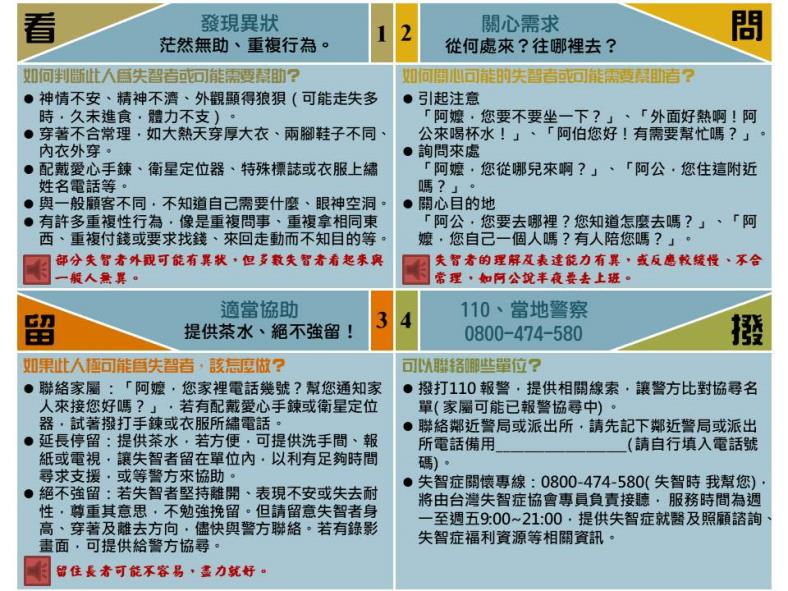 看
發現異狀
茫然無助、重複行為。
1
如何判斷此人為失智者或可能需要幫助？
● 神情不安、精神不濟、外觀顯得狼狽（可能走失多
時，久未進食，體力不支）。
● 穿著不合常理，如大熱天穿厚大衣、兩腳鞋子不同、
內衣外穿。
● 配戴愛心手鍊、衛星定位器、特殊標誌或衣服上繡
姓名電話等。
● 與一般顧客不同，不知道自己需要什麼、眼神空洞。
● 有許多重複性行為，像是重複問事、重複拿相同東
西、重複付錢或要求找錢、來回走動而不知目的等。
部分失智者外觀可能有異狀，但多數失智者看起來與
一般人無異。
2
關心需求
從何處來？往哪裡去？
問
如何關心可能的失智者或可能需要幫助者？
● 引起注意
「阿嬤，您要不要坐一下？」、「外面好熱啊！阿
公來喝杯水！」、「阿伯您好！有需要幫忙嗎？」。
● 詢問來處
「阿嬤，您從哪兒來啊？」、「阿公，您住這附近
嗎？」。
● 關心目的地
「阿公，您要去哪裡？您知道怎麼去嗎？」、「阿
嬤，您自己一個人嗎？有人陪您嗎？」。
失智者的理解及表達能力有異，或反應較緩慢、不合
常理，如阿公說半夜要去上班。
留
適當協助
提供茶水、絕不強留！
3
如果此人極可能為失智者，該怎麼做？
● 聯絡家屬：「阿嬤，您家裡電話幾號？幫您通知家
人來接您好嗎？」，若有配戴愛心手鍊或衛星定位
器，試著撥打手鍊或衣服所繡電話。
● 延長停留：提供茶水，若方便，可提供洗手間、報
紙或電視，讓失智者留在單位內，以利有足夠時間
尋求支援，或等警方來協助。
● 絕不強留：若失智者堅持離開、表現不安或失去耐
性，尊重其意思，不勉強挽留。但請留意失智者身
高、穿著及離去方向，儘快與警方聯絡。若有錄影
畫面，可提供給警方協尋。
留住長者可能不容易，盡力就好。
4
110、當地警察
0800-474-580
撥
可以聯絡哪些單位？
● 撥打110 報警，提供相關線索，讓警方比對協尋名
單( 家屬可能已報警協尋中) 。
● 聯絡鄰近警局或派出所，請先記下鄰近警局或派出
所電話備用__________________(請自行填入電話號
碼)。
● 失智症關懷專線：0800-474-580( 失智時 我幫您)，
將由台灣失智症協會專員負責接聽， 服務時間為週
一至週五9:00~21:00，提供失智症就醫及照顧諮詢、
失智症福利資源等相關資訊。